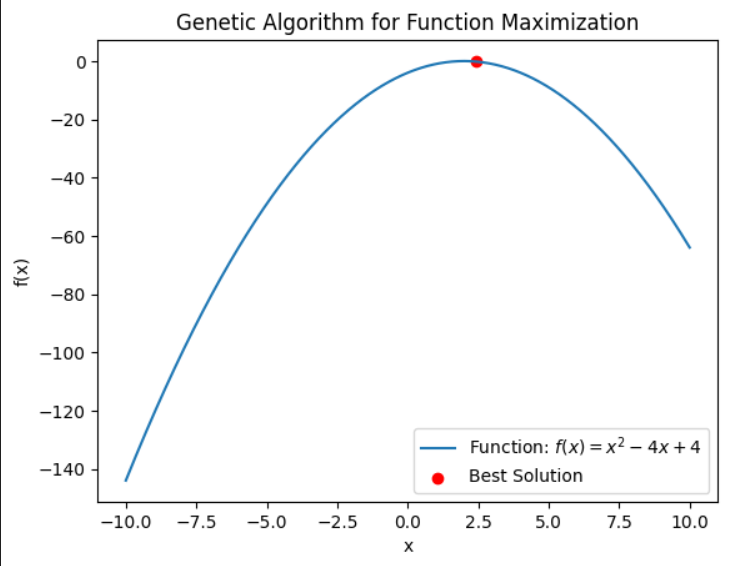 Genetic Algorithm for Function Maximization
f(x)
0
−20
−40
−60
−80
−100
−120
−140
Function: f(x) = x² − 4x + 4
Best Solution
−10.0 −7.5 −5.0 −2.5 0.0 2.5 5.0 7.5 10.0
x